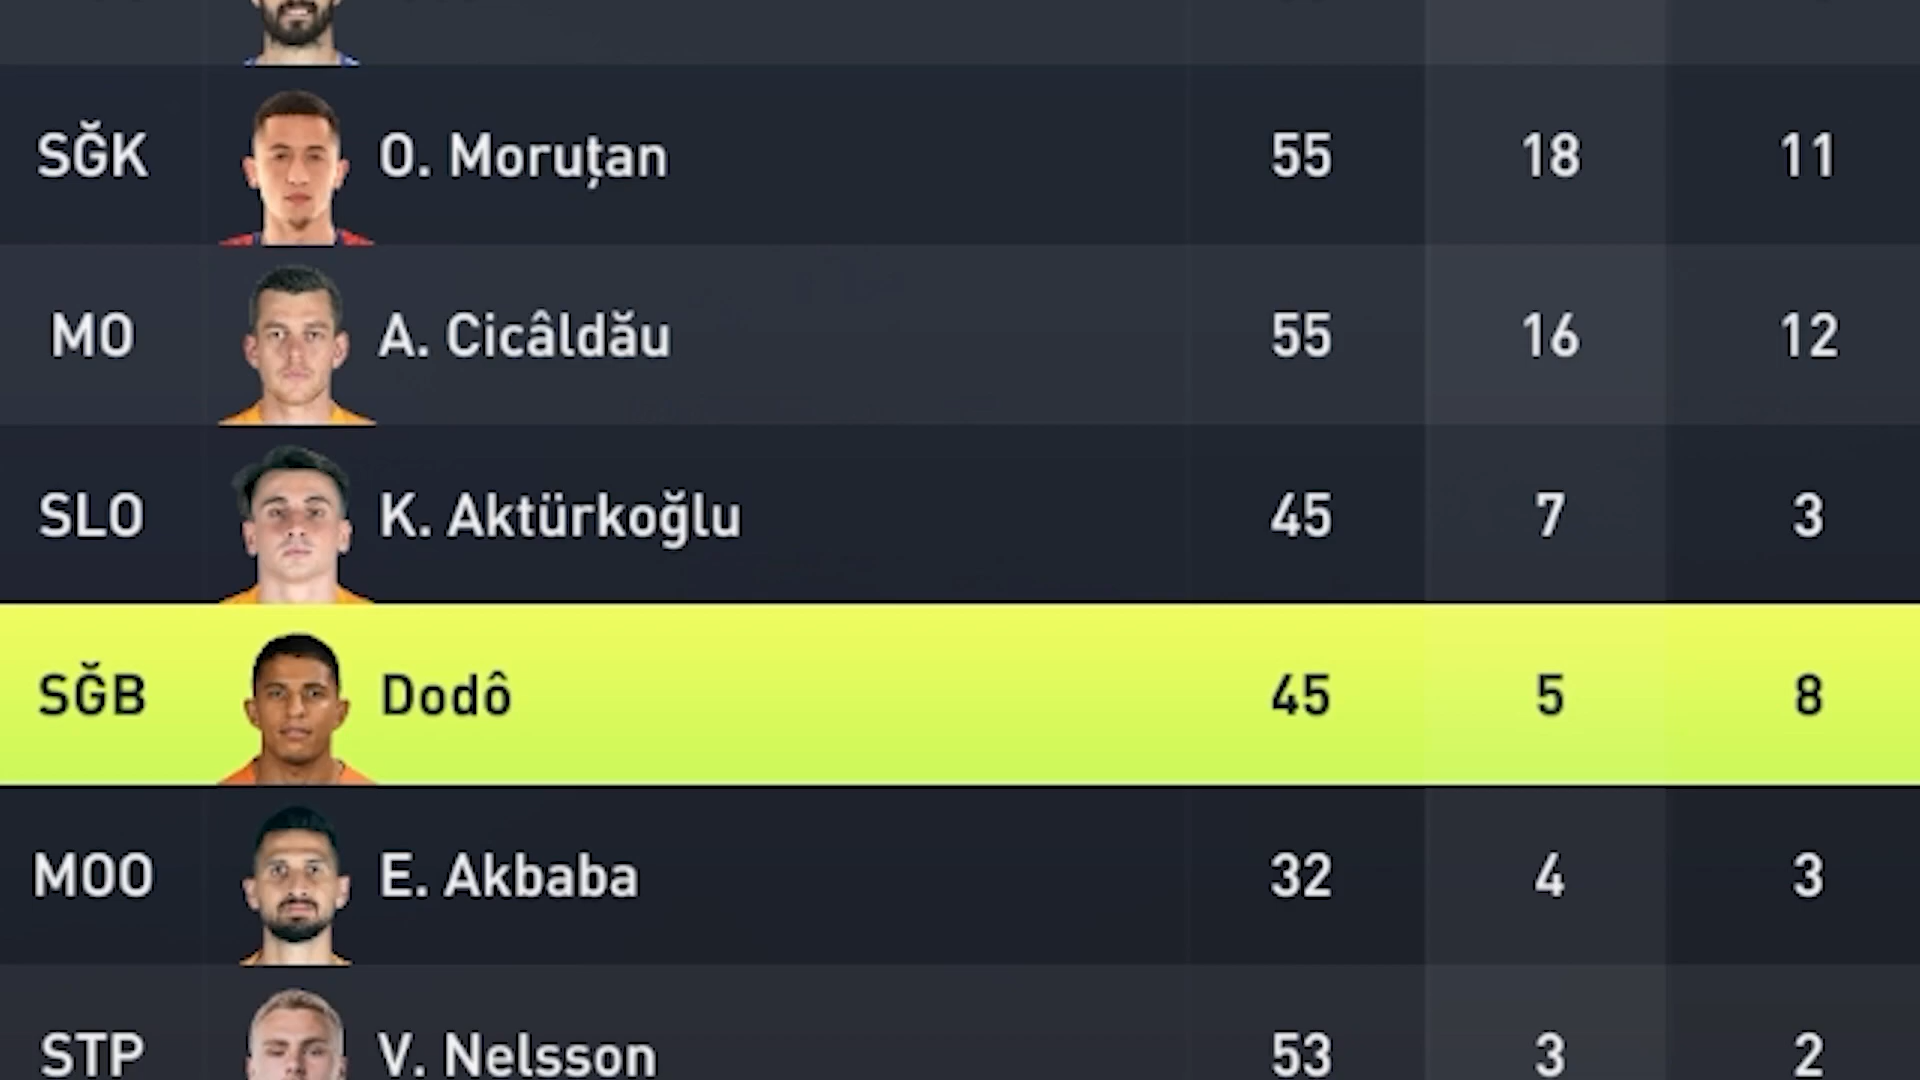 SĞK O. Moruțan 55 18 11
MO A. Cicâldău 55 16 12
SLO K. Aktürkoğlu 45 7 3
SĞB Dodô 45 5 8
MOO E. Akbaba 32 4 3
STP V. Nelsson 53 3 2